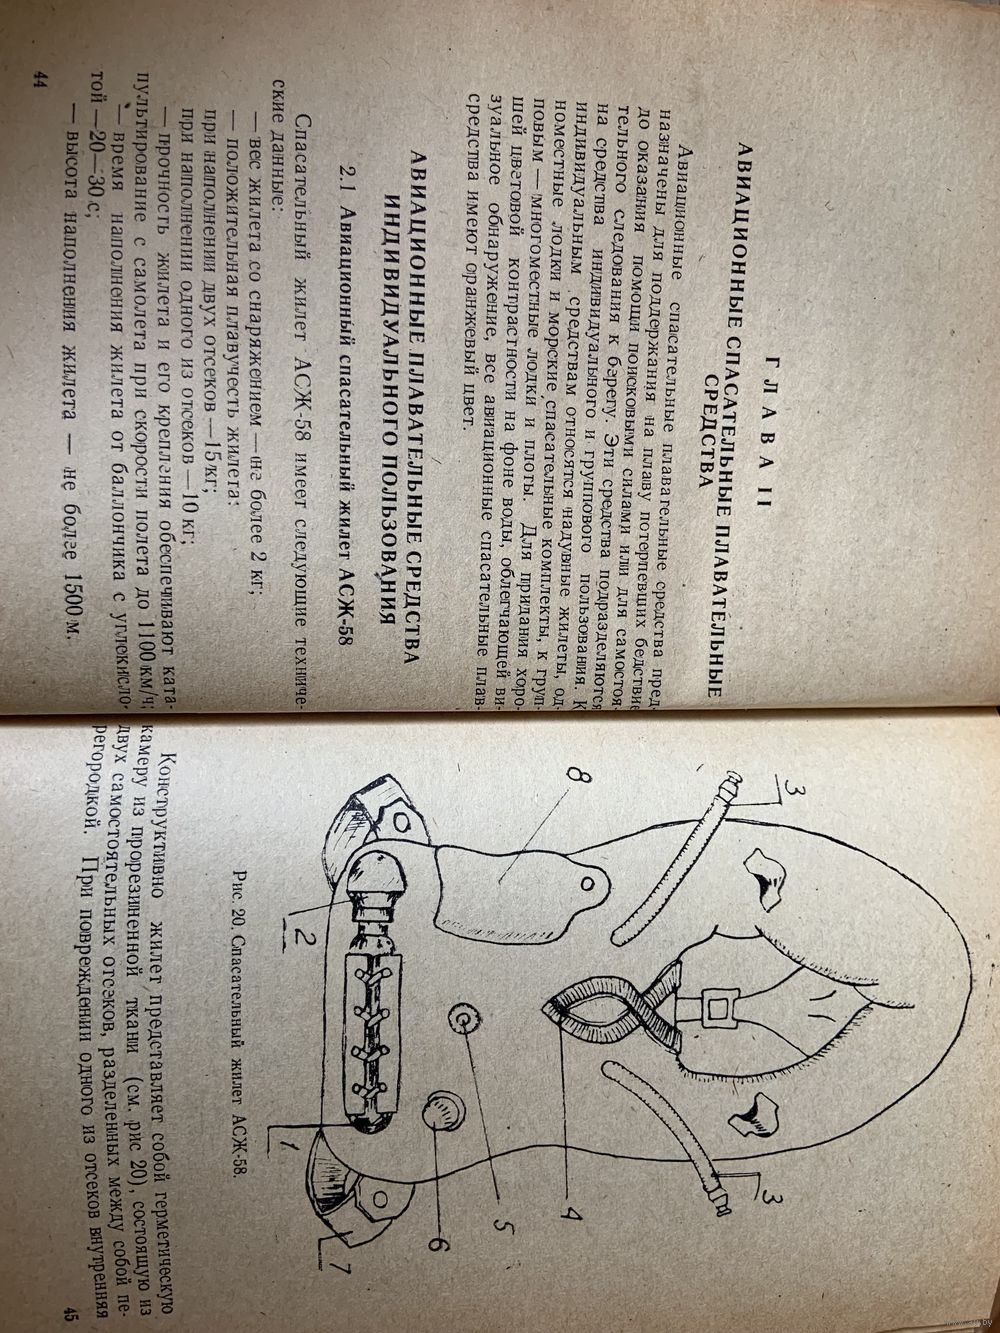 Г Л А В А II
АВИАЦИОННЫЕ СПАСАТЕЛЬНЫЕ ПЛАВАТЕЛЬНЫЕ
СРЕДСТВА
Авиационные спасательные плавательные средства пред-
назначены для поддержания на плаву потерпевших бедствие
до оказания помощи поисковыми силами или для самостоя-
тельного следования к берегу. Эти средства подразделяются
на средства индивидуального и группового пользования. К
индивидуальным средствам относятся надувные жилеты, од-
номестные лодки и морские спасательные комплекты, к груп-
повым — многоместные лодки и плоты. Для придания хоро-
шей цветовой контрастности на фоне воды, облегчающей ви-
зуальное обнаружение, все авиационные спасательные плав-
средства имеют оранжевый цвет.
АВИАЦИОННЫЕ ПЛАВАТЕЛЬНЫЕ СРЕДСТВА
ИНДИВИДУАЛЬНОГО ПОЛЬЗОВАНИЯ
2.1 Авиационный спасательный жилет АСЖ-58
Спасательный жилет АСЖ-58 имеет следующие техниче-
ские данные:
— вес жилета со снаряжением — не более 2 кг;
— положительная плавучесть жилета:
при наполнении двух отсеков — 15 кг;
при наполнении одного из отсеков — 10 кг;
— прочность жилета и его крепления обеспечивают ката-
пультирование с самолета при скорости полета до 1100 км/ч;
— время наполнения жилета от баллончика с углекисло-
той — 20—30 с;
— высота наполнения жилета — не более 1500 м.
44
3
8
3
2
1
4
5
6
7
Рис. 20. Спасательный жилет АСЖ-58.
Конструктивно жилет представляет собой герметическую
камеру из прорезиненной ткани (см. рис 20), состоящую из
двух самостоятельных отсеков, разделенных между собой пе-
регородкой. При повреждении одного из отсеков внутренняя
45